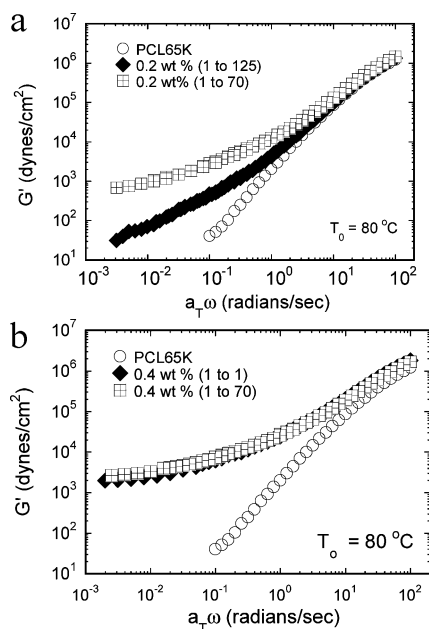 a
PCL65K
0.2 wt % (1 to 125)
0.2 wt% (1 to 70)
G' (dynes/cm²)
10⁷
10⁶
10⁵
10⁴
10³
10²
10¹
T₀ = 80 °C
10⁻³ 10⁻² 10⁻¹ 10⁰ 10¹ 10²
a_Tω (radians/sec)
b
PCL65K
0.4 wt % (1 to 1)
0.4 wt % (1 to 70)
G' (dynes/cm²)
10⁷
10⁶
10⁵
10⁴
10³
10²
10¹
Tₒ = 80 °C
10⁻³ 10⁻² 10⁻¹ 10⁰ 10¹ 10²
a_Tω (radians/sec)